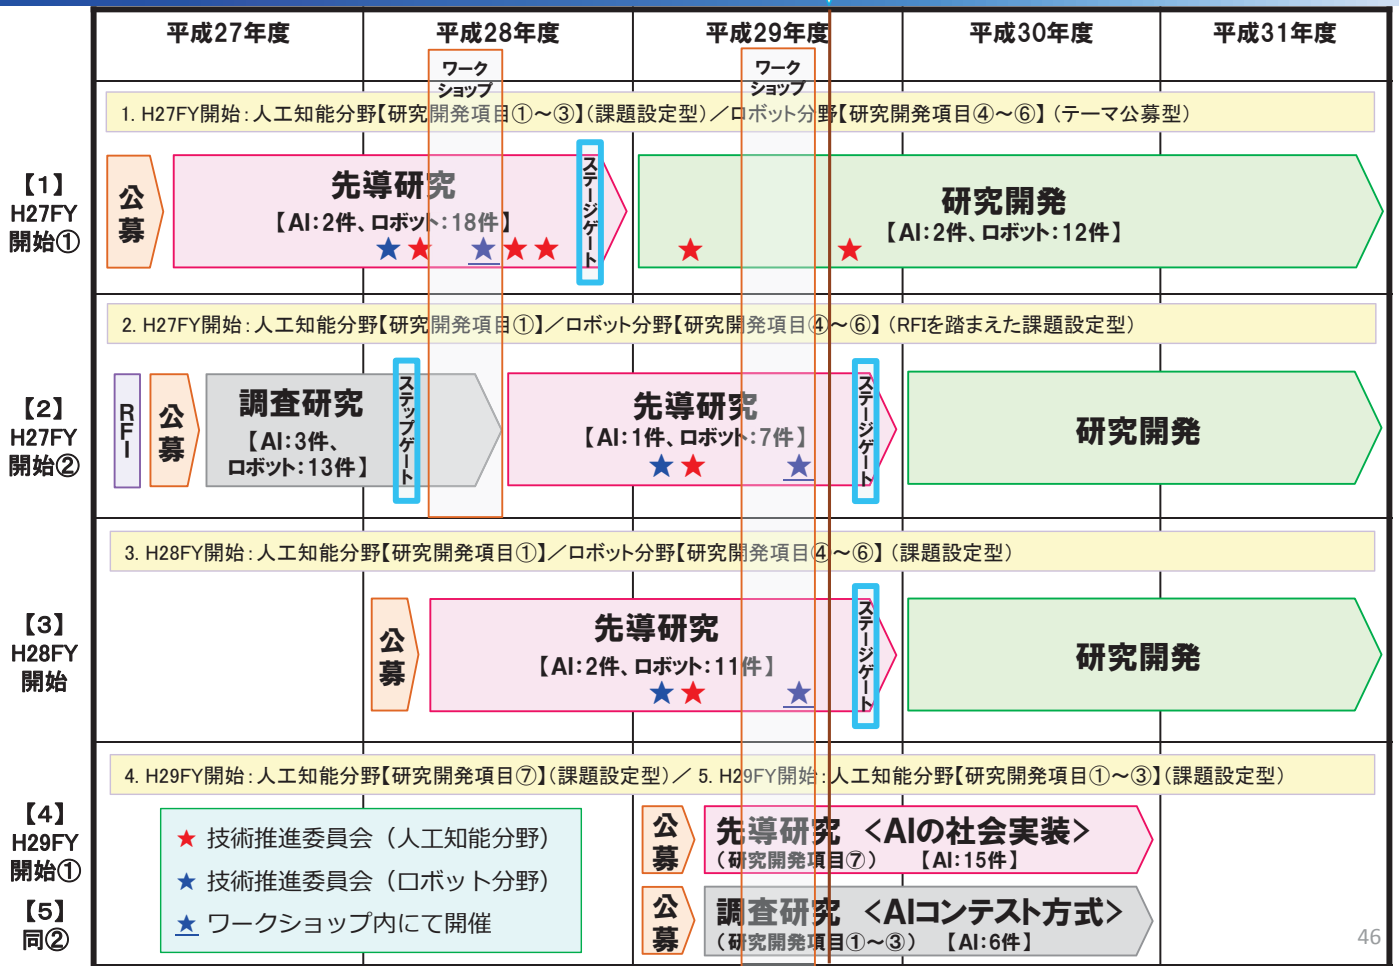 平成27年度
平成28年度
平成29年度
平成30年度
平成31年度
ワーク
ショップ
ワーク
ショップ
1. H27FY開始：人工知能分野【研究開発項目①～③】（課題設定型）／ロボット分野【研究開発項目④～⑥】（テーマ公募型）
【1】
H27FY
開始①
公
募
先導研究
【AI：2件、ロボット：18件】
ステージゲート
研究開発
【AI：2件、ロボット：12件】
2. H27FY開始：人工知能分野【研究開発項目①】／ロボット分野【研究開発項目④～⑥】（RFIを踏まえた課題設定型）
【2】
H27FY
開始②
RFI
公
募
調査研究
【AI：3件、
ロボット：13件】
ステップゲート
先導研究
【AI：1件、ロボット：7件】
ステージゲート
研究開発
3. H28FY開始：人工知能分野【研究開発項目①】／ロボット分野【研究開発項目④～⑥】（課題設定型）
【3】
H28FY
開始
公
募
先導研究
【AI：2件、ロボット：11件】
ステージゲート
研究開発
4. H29FY開始：人工知能分野【研究開発項目⑦】（課題設定型）／ 5. H29FY開始：人工知能分野【研究開発項目①～③】（課題設定型）
【4】
H29FY
開始①
公
募
先導研究 ＜AIの社会実装＞
（研究開発項目⑦） 【AI：15件】
【5】
同②
公
募
調査研究 ＜AIコンテスト方式＞
（研究開発項目①～③） 【AI：6件】
★ 技術推進委員会（人工知能分野）
★ 技術推進委員会（ロボット分野）
★ ワークショップ内にて開催
46